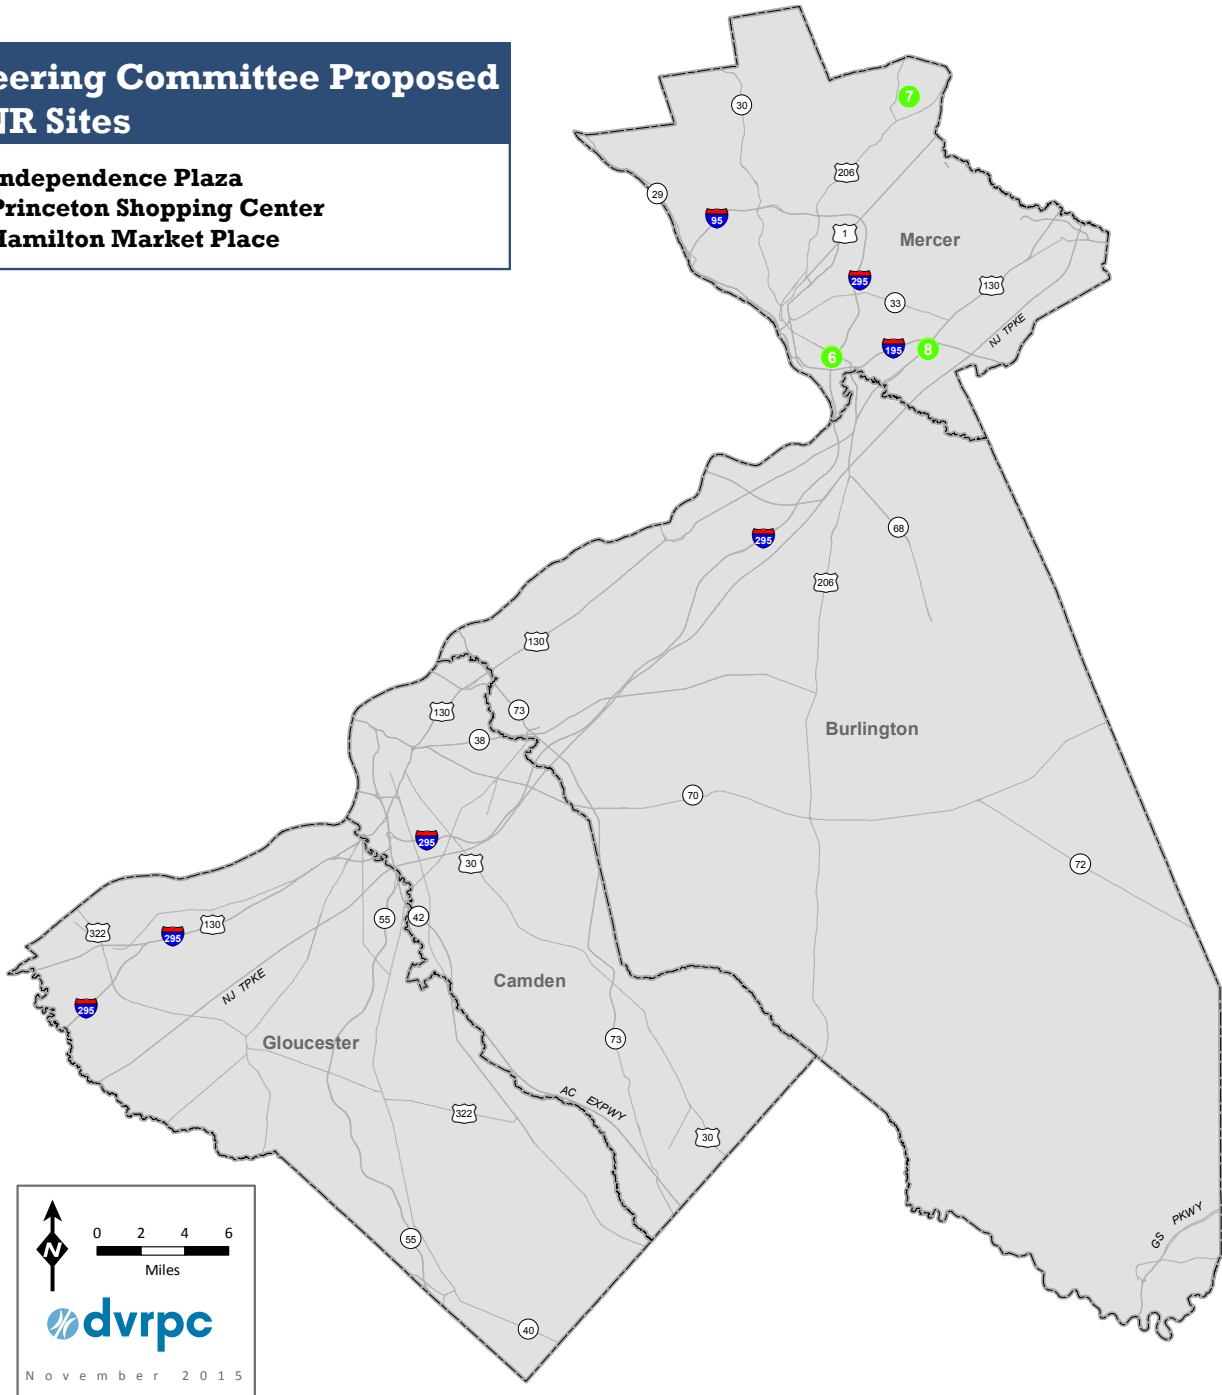 eering Committee Proposed
NR Sites
ndependence Plaza
Princeton Shopping Center
Hamilton Market Place
7
30
206
29
95
1
Mercer
295
33
130
NJ TPKE
195
8
6
295
68
206
130
130
73
38
Burlington
70
295
30
72
55
42
322
295
130
Camden
NJ TPKE
295
Gloucester
73
AC EXPWY
322
30
GS PKWY
55
40
N
0 2 4 6
Miles
dvrpc
November 2015